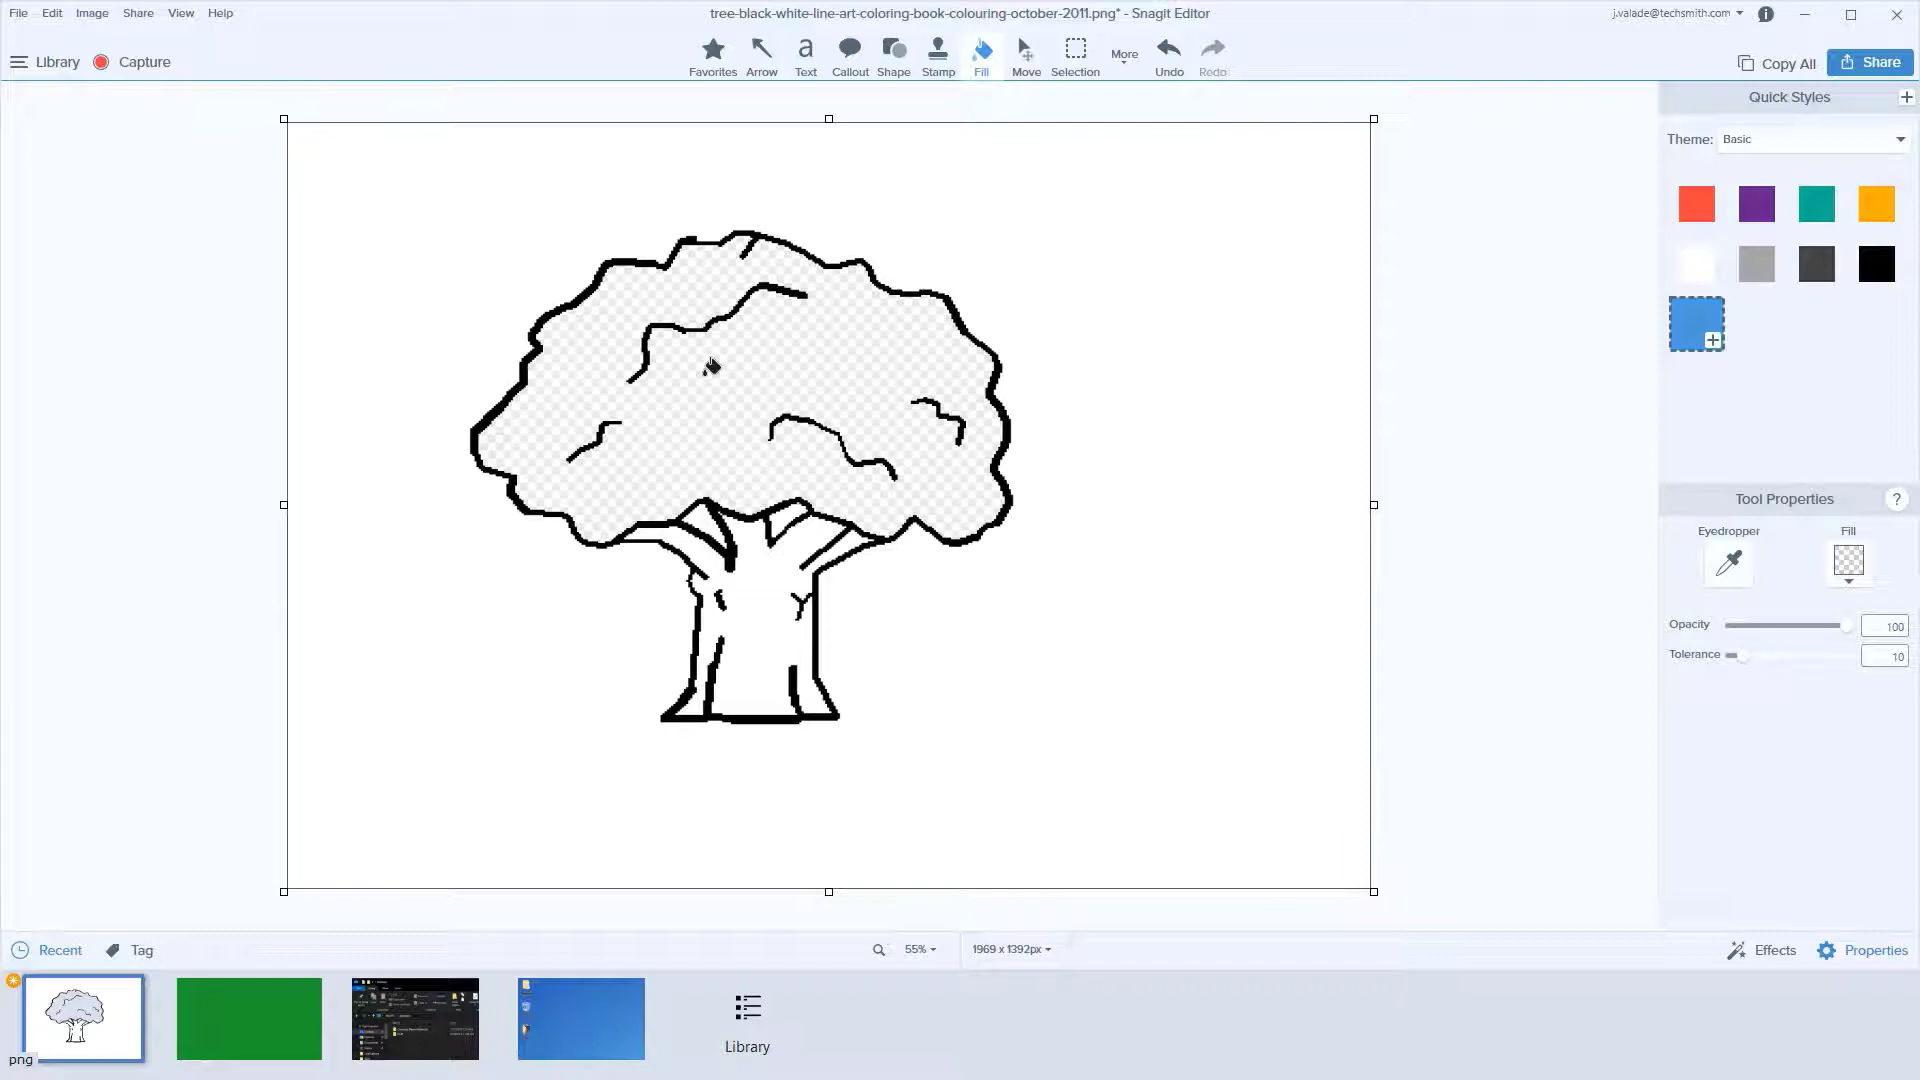 File Edit Image Share View Help
tree-black-white-line-art-coloring-book-colouring-october-2011.png* - Snagit Editor
j.valade@techsmith.com
Library Capture
Favorites Arrow Text Callout Shape Stamp Fill Move Selection More Undo Redo
Copy All Share
Quick Styles
Theme: Basic
Tool Properties ?
Eyedropper Fill
Opacity 100
Tolerance 10
Recent Tag
55%
1969 x 1392px
Effects Properties
png
Library